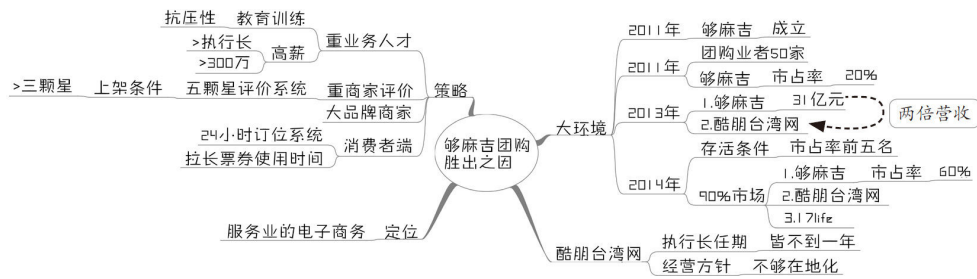 够麻吉团购
胜出之因
大环境
2011年 够麻吉 成立
2011年
团购业者50家
够麻吉 市占率 20%
2013年
1.够麻吉 31亿元
2.酷朋台湾网
两倍营收
2014年
存活条件 市占率前五名
90%市场
1.够麻吉 市占率 60%
2.酷朋台湾网
3.17life
酷朋台湾网
执行长任期 皆不到一年
经营方针 不够在地化
策略
重业务人才
教育训练 抗压性
高薪
>执行长
>300万
重商家评价 五颗星评价系统 上架条件 >三颗星
大品牌商家
消费者端
24小时订位系统
拉长票券使用时间
定位 服务业的电子商务